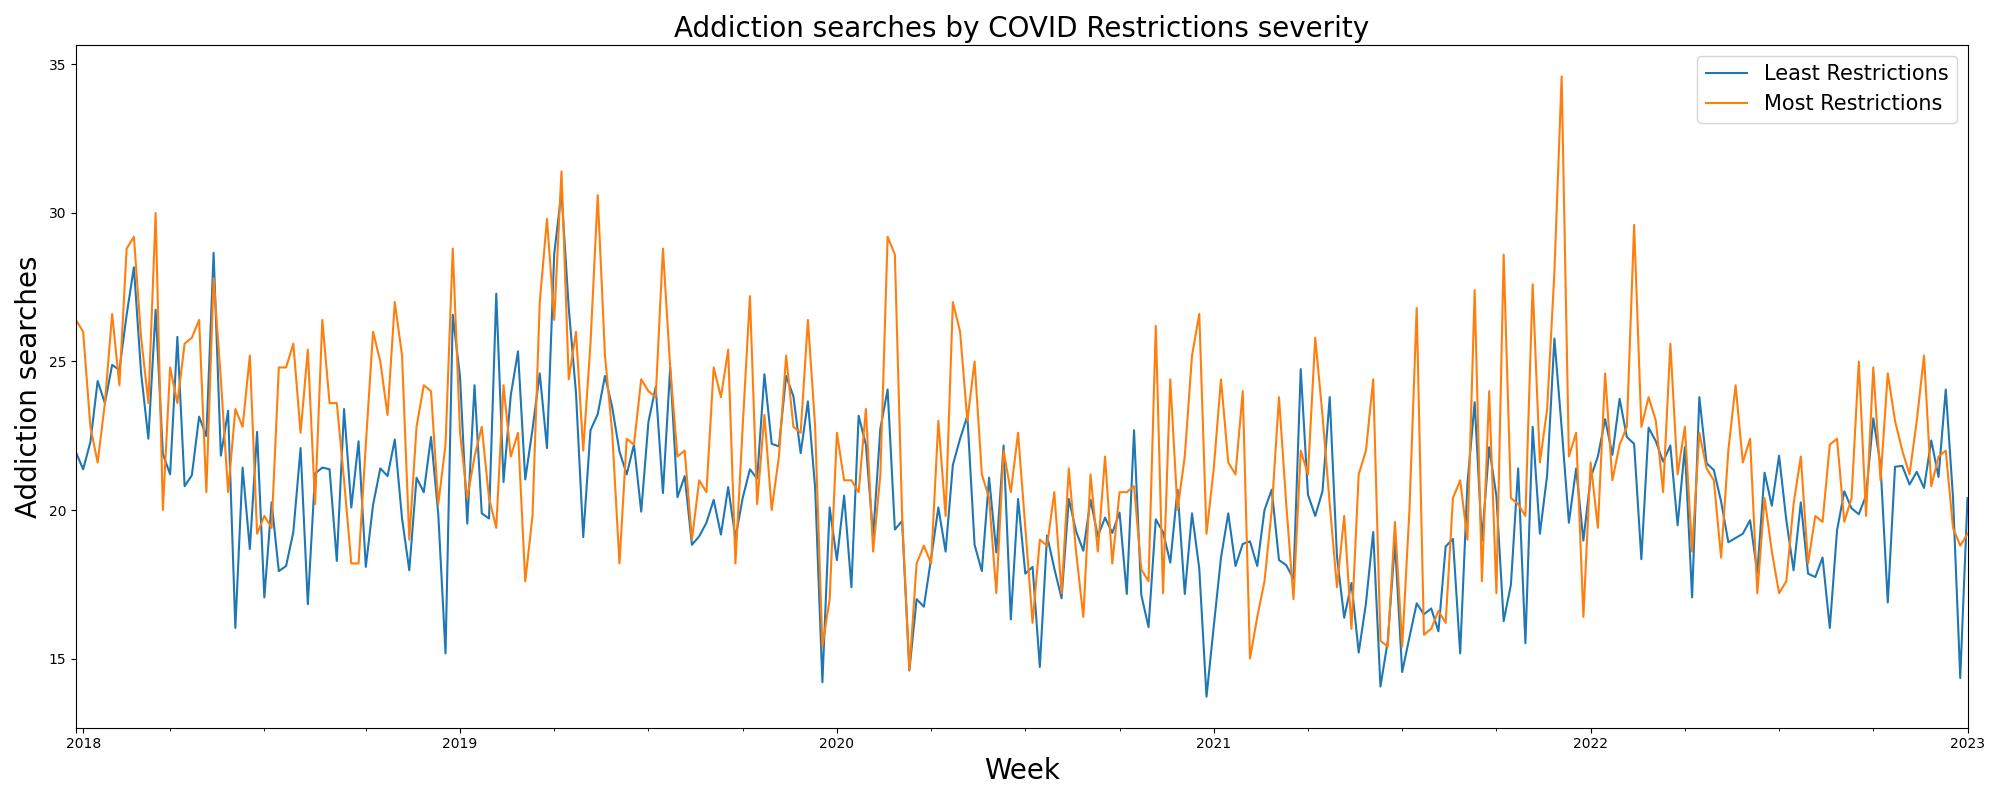 Addiction searches by COVID Restrictions severity
Least Restrictions
Most Restrictions
Addiction searches
35
30
25
20
15
2018
2019
2020
2021
2022
2023
Week